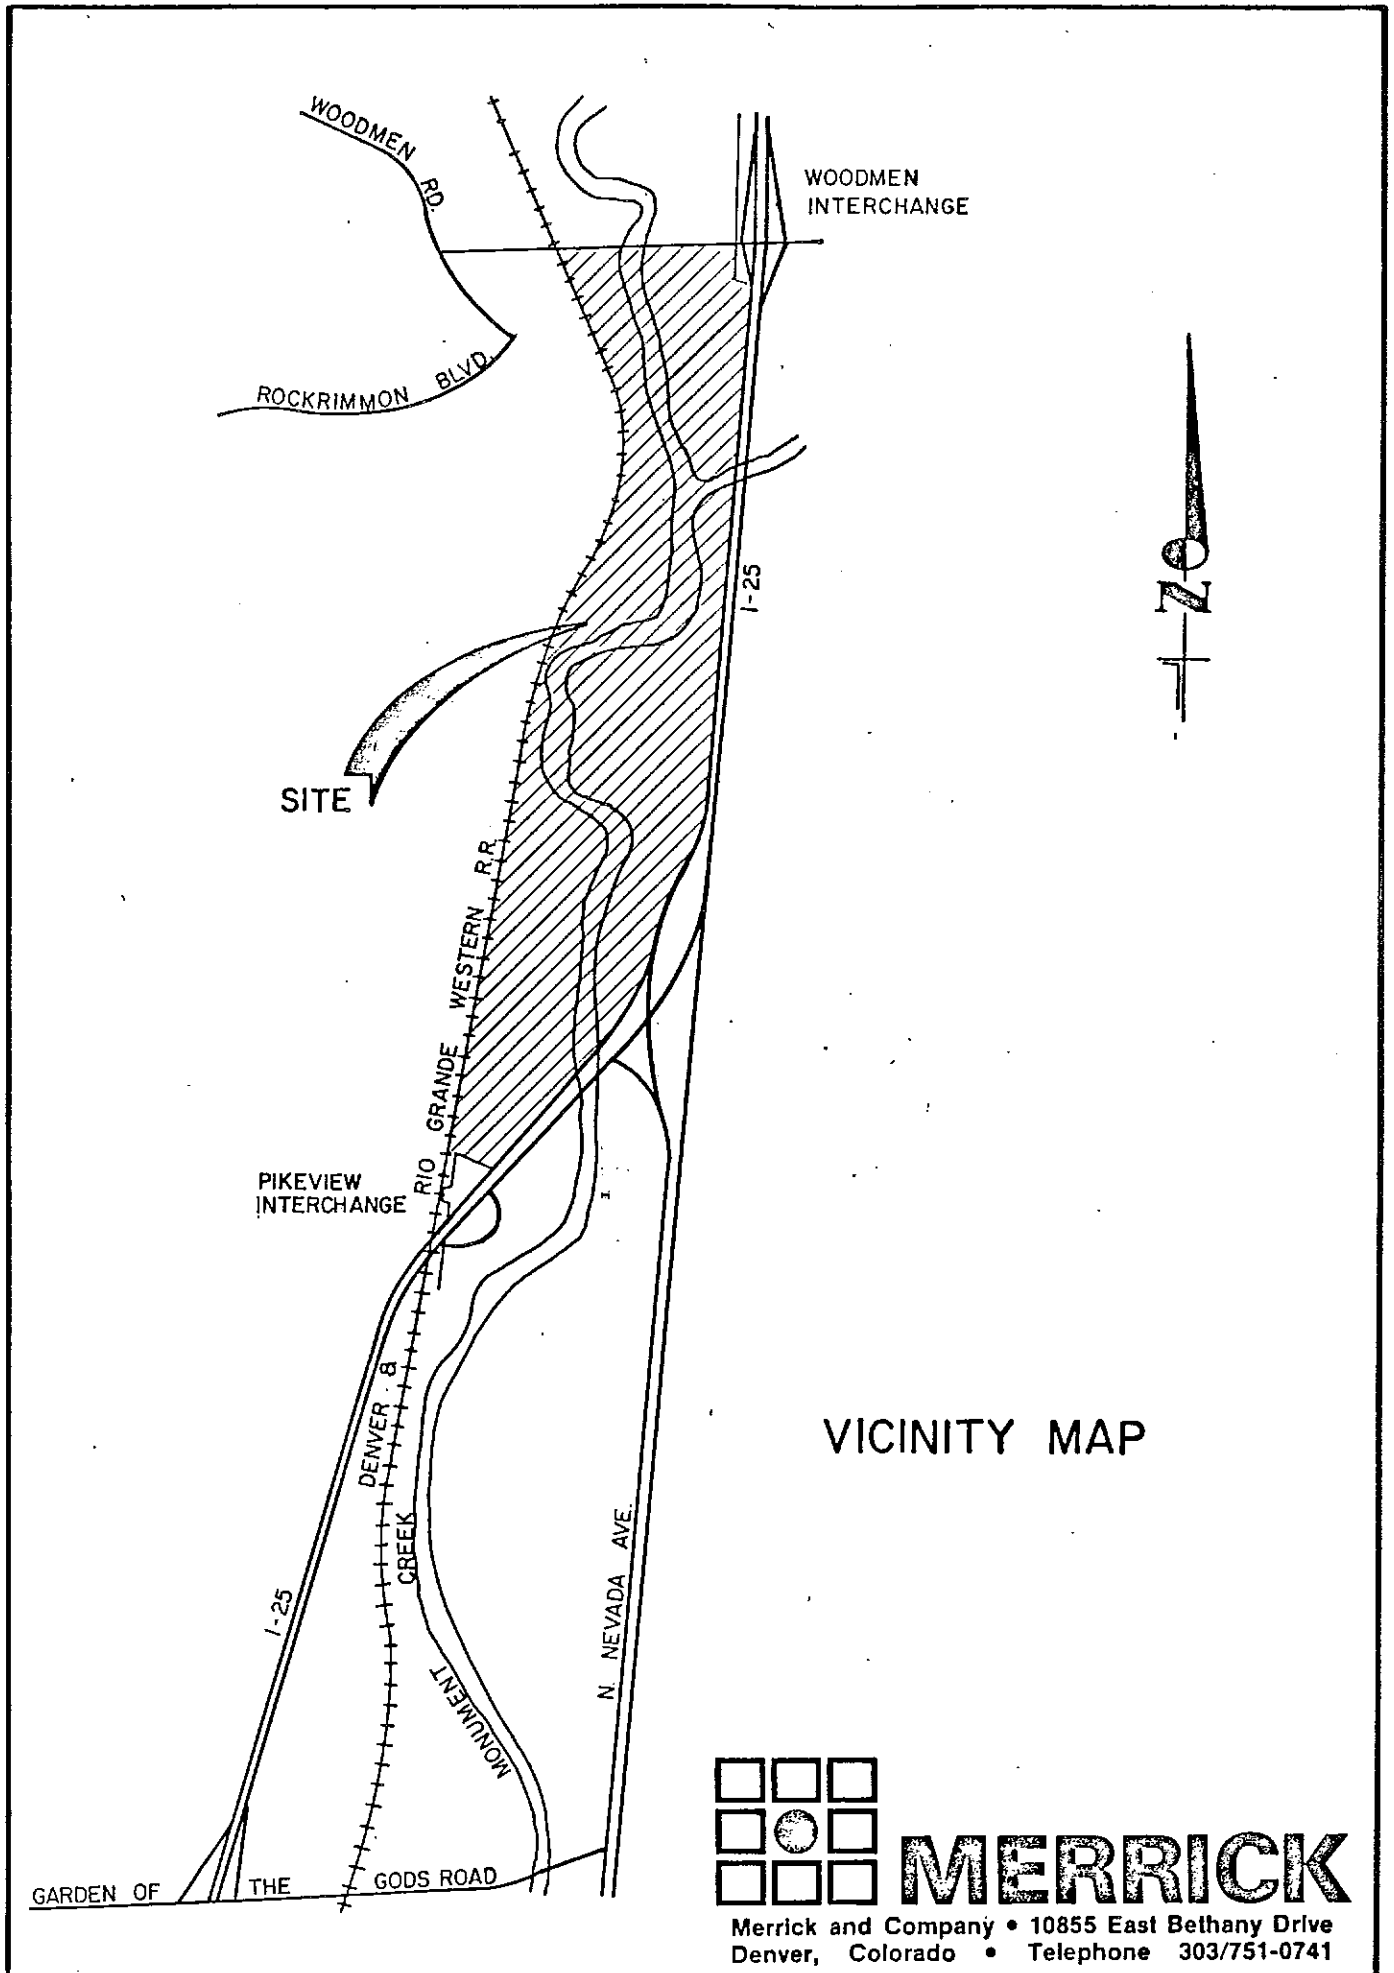 WOODMEN RD.
WOODMEN
INTERCHANGE
ROCKRIMMON BLVD.
I-25
N
SITE
DENVER & RIO GRANDE WESTERN R.R.
PIKEVIEW
INTERCHANGE
VICINITY MAP
I-25
MONUMENT CREEK
N. NEVADA AVE.
GARDEN OF THE GODS ROAD
MERRICK
Merrick and Company • 10855 East Bethany Drive
Denver, Colorado • Telephone 303/751-0741